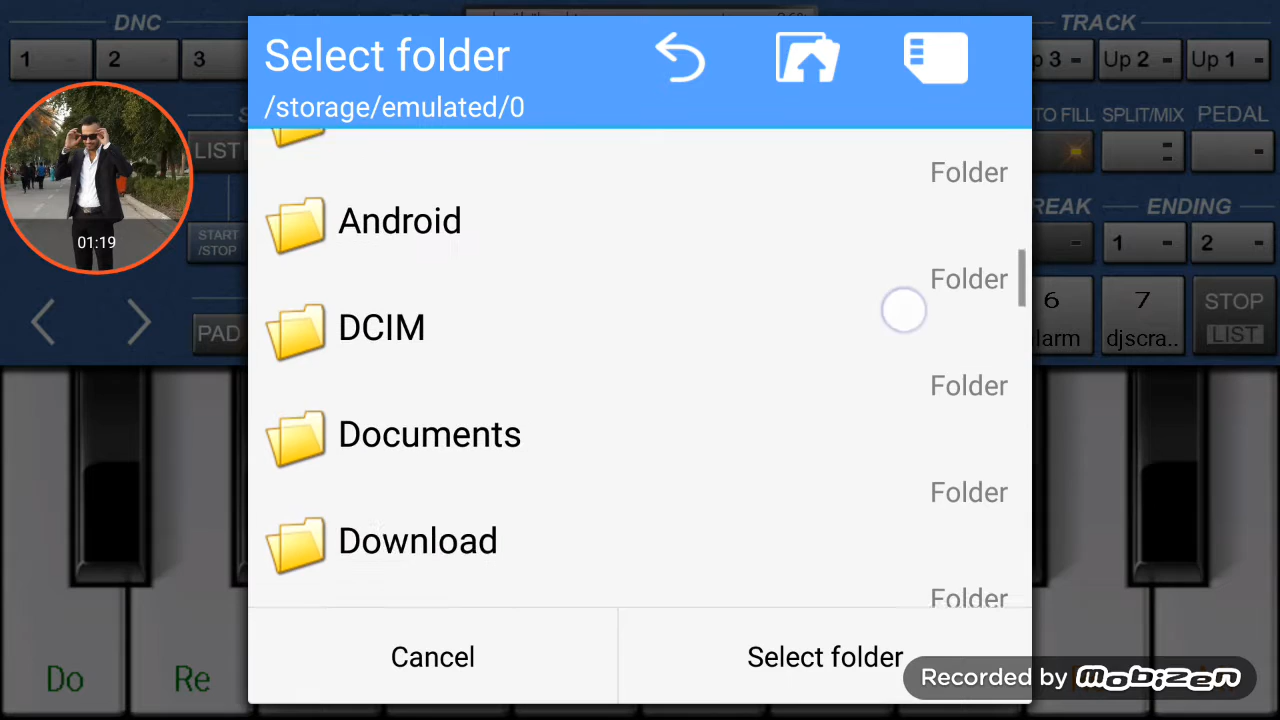 DNC
TRACK
1
2
3
Up 3
Up 2
Up 1
Select folder
/storage/emulated/0
TO FILL
SPLIT/MIX
PEDAL
LIST
Folder
Android
01:19
START
/STOP
REAK
ENDING
1
2
Folder
DCIM
PAD
6
larm
7
djscra..
STOP
LIST
Folder
Documents
Folder
Download
Folder
Cancel
Select folder
Do
Re
Recorded by Mobizen